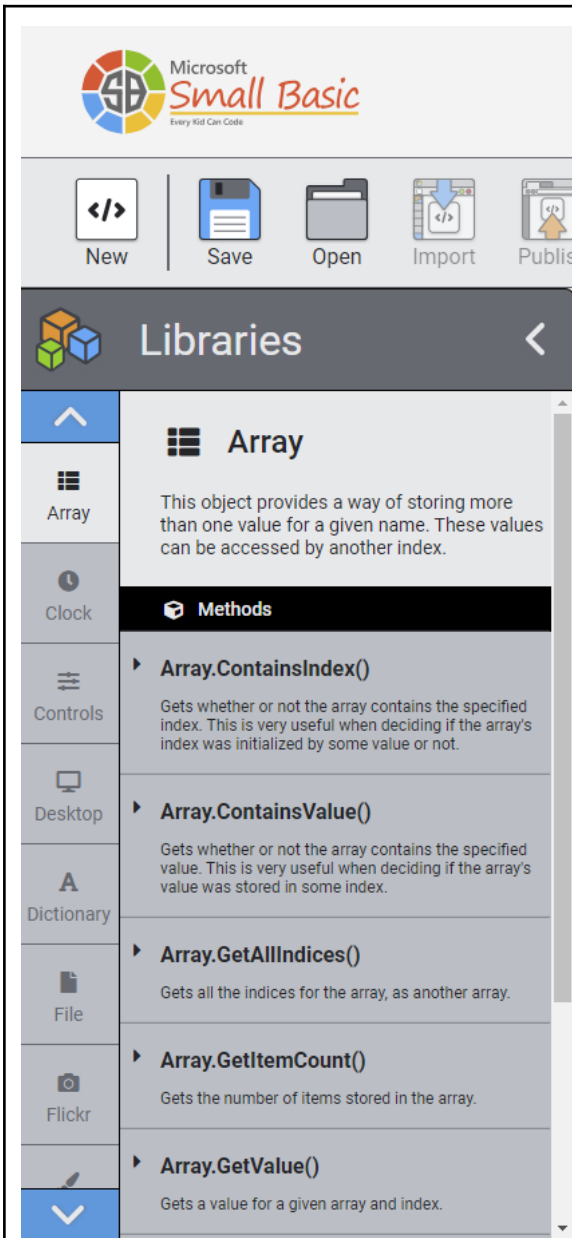 Microsoft
Small Basic
Every Kid Can Code
</>
</>
</>
New
Save
Open
Import
Publis
Libraries
Array
Clock
Controls
Desktop
A
Dictionary
File
Flickr
Array
This object provides a way of storing more
than one value for a given name. These values
can be accessed by another index.
Methods
Array.ContainsIndex()
Gets whether or not the array contains the specified
index. This is very useful when deciding if the array's
index was initialized by some value or not.
Array.ContainsValue()
Gets whether or not the array contains the specified
value. This is very useful when deciding if the array's
value was stored in some index.
Array.GetAllIndices()
Gets all the indices for the array, as another array.
Array.GetItemCount()
Gets the number of items stored in the array.
Array.GetValue()
Gets a value for a given array and index.